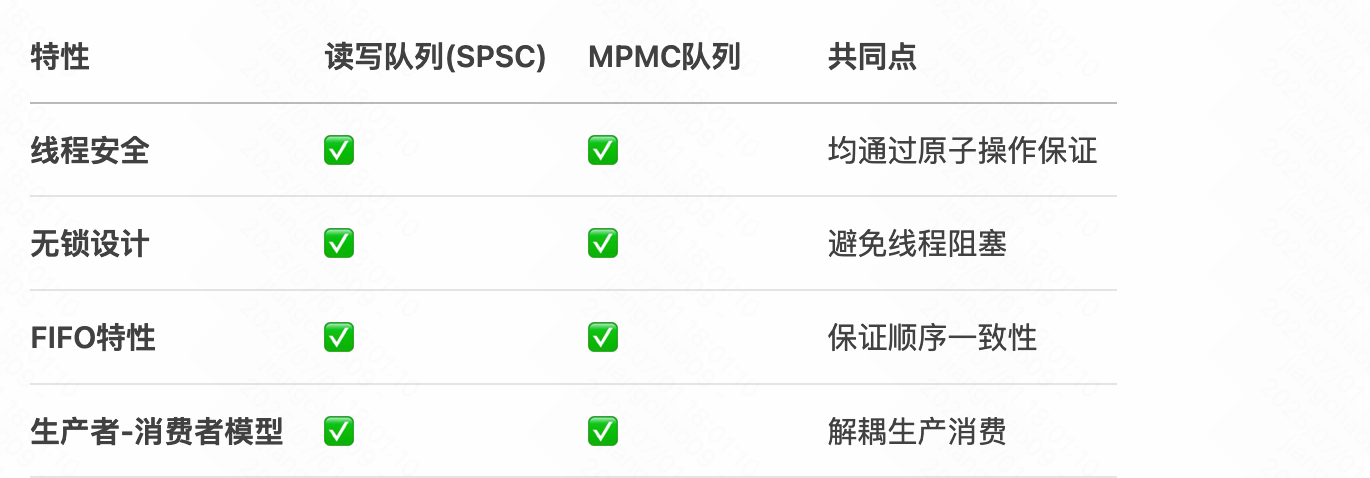 特性 读写队列(SPSC) MPMC队列 共同点
线程安全 ✅ ✅ 均通过原子操作保证
无锁设计 ✅ ✅ 避免线程阻塞
FIFO特性 ✅ ✅ 保证顺序一致性
生产者-消费者模型 ✅ ✅ 解耦生产消费